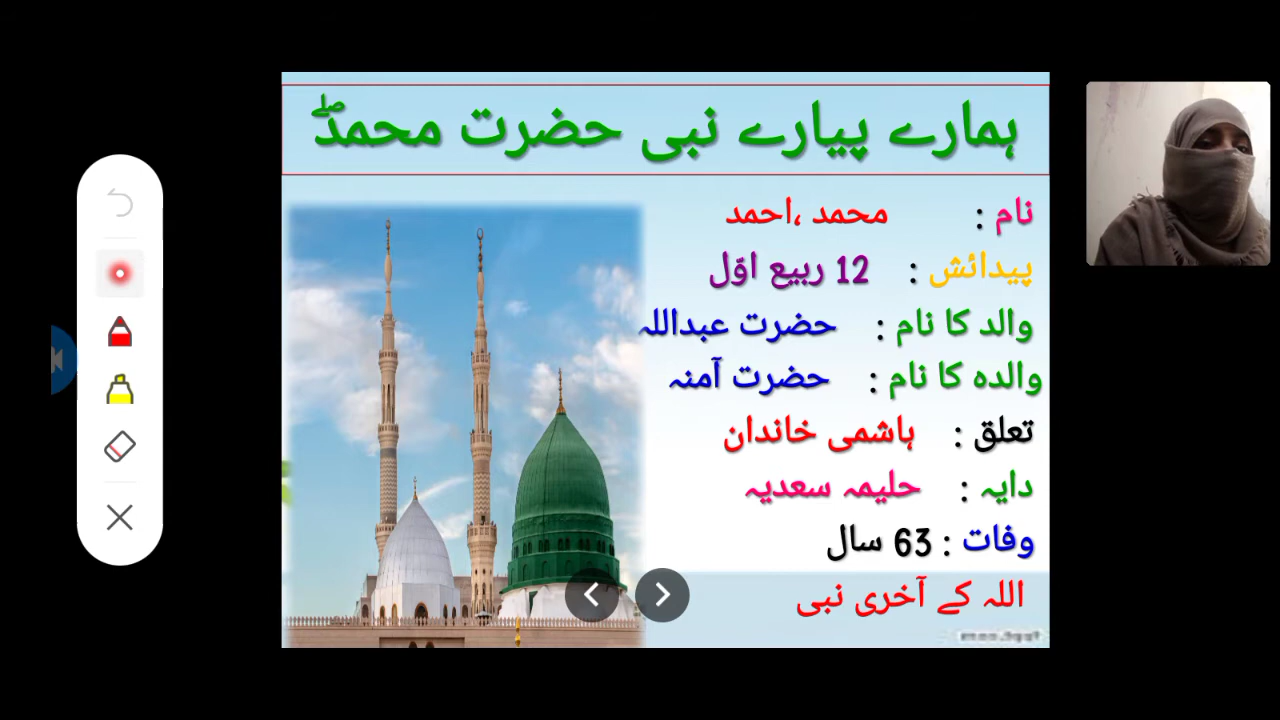 ہمارے پیارے نبی حضرت محمدؐ
نام : محمد ،احمد
پیدائش : 12 ربیع اوّل
والد کا نام : حضرت عبداللہ
والدہ کا نام : حضرت آمنہ
تعلق : ہاشمی خاندان
دایہ : حلیمہ سعدیہ
وفات : 63 سال
اللہ کے آخری نبی